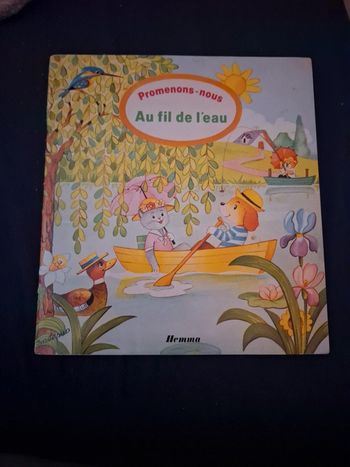 Promenons-nous
Au fil de l'eau
Hemma